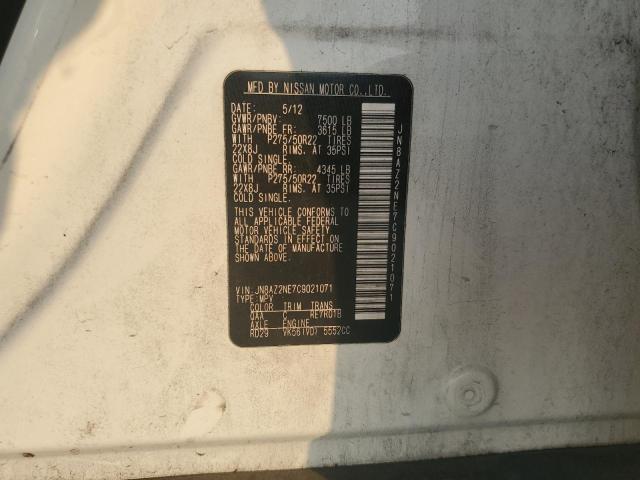 MFD BY NISSAN MOTOR CO.,LTD.
DATE: 5/12
GVWR/PNBV: 7500 LB
GAWR/PNBE FR: 3615 LB
WITH P275/50R22 TIRES
22X8J RIMS. AT 35PSI
COLD SINGLE.
GAWR/PNBE RR: 4345 LB
WITH P275/50R22 TIRES
22X8J RIMS. AT 35PSI
COLD SINGLE.
THIS VEHICLE CONFORMS TO
ALL APPLICABLE FEDERAL
MOTOR VEHICLE SAFETY
STANDARDS IN EFFECT ON
THE DATE OF MANUFACTURE
SHOWN ABOVE.
VIN: JN8AZ2NE7C9021071
TYPE: MPV
COLOR TRIM TRANS
QAA C RE7R01B
AXLE ENGINE
RD29 VK56(VD) 5552CC
JN8AZ2NE7C9021071